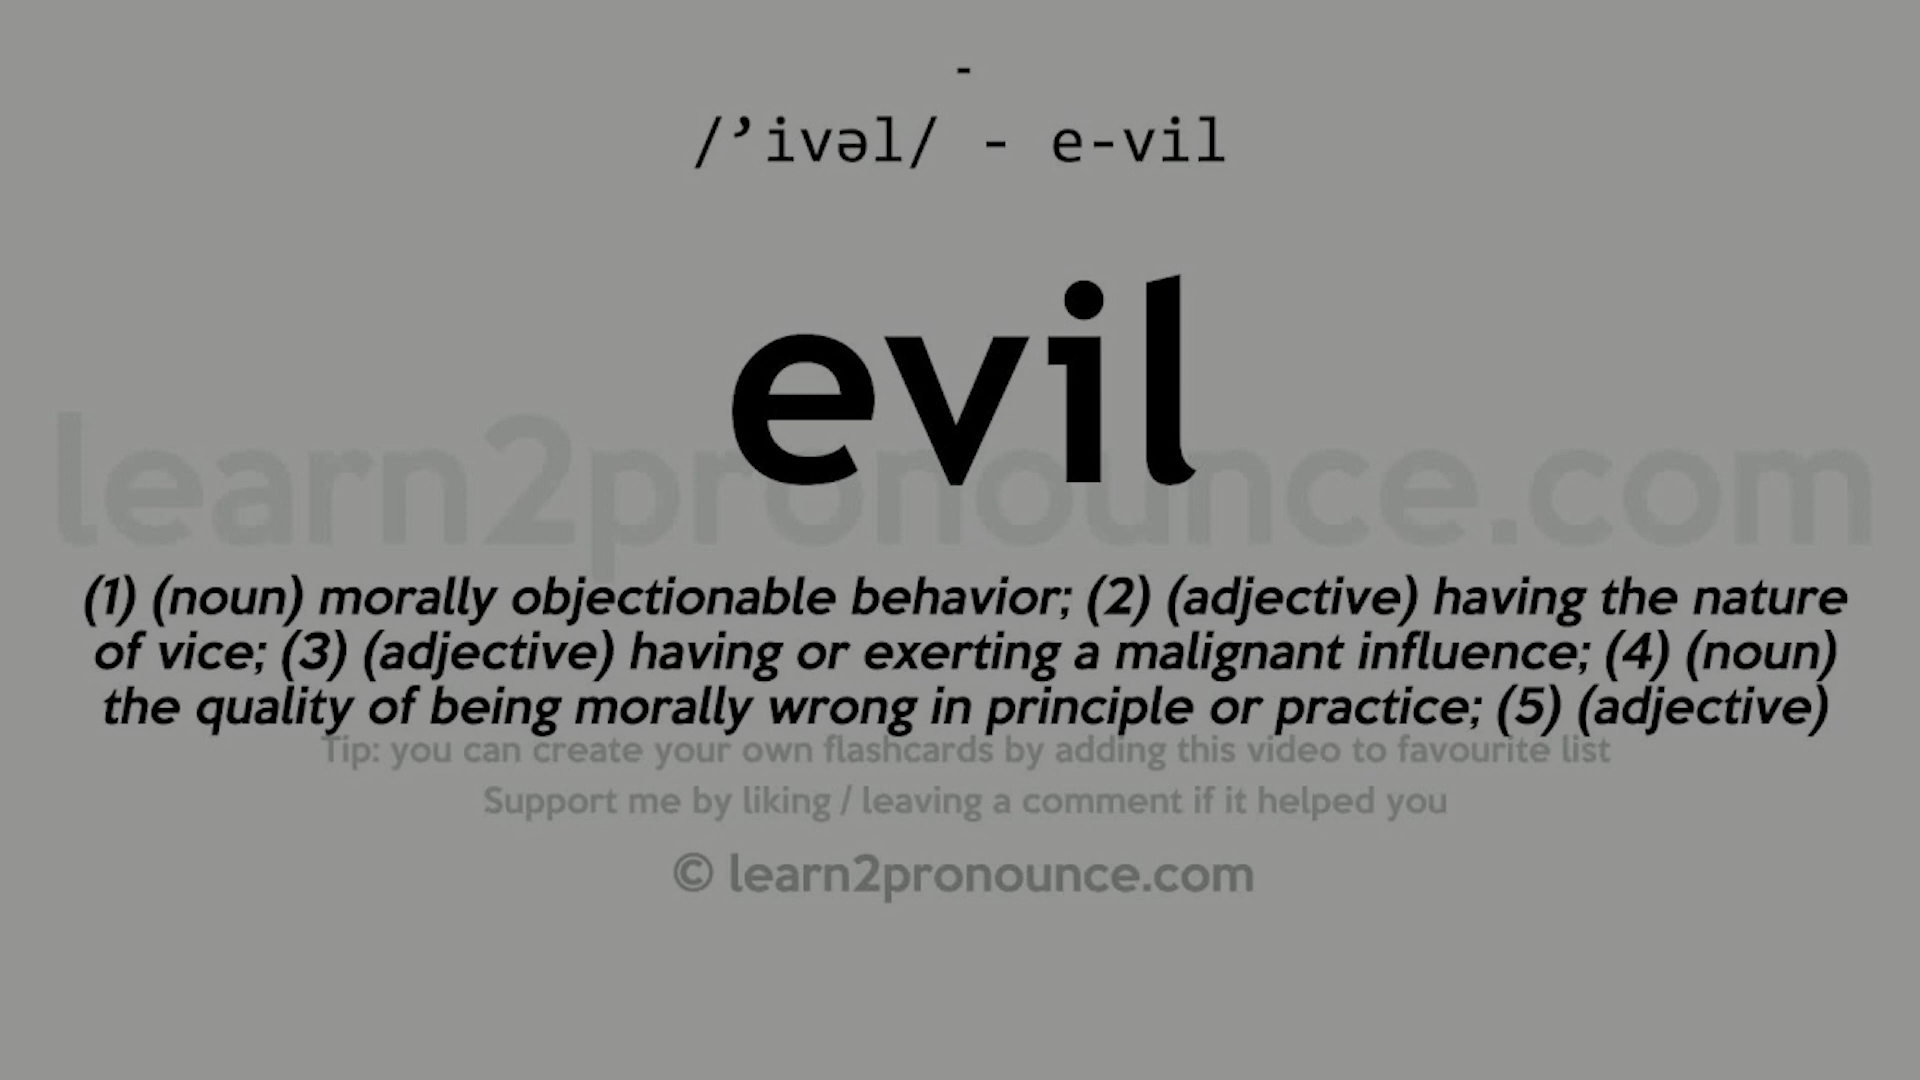 -
/’ivəl/ - e-vil
evil
learn2pronounce.com
(1) (noun) morally objectionable behavior; (2) (adjective) having the nature
of vice; (3) (adjective) having or exerting a malignant influence; (4) (noun)
the quality of being morally wrong in principle or practice; (5) (adjective)
Tip: you can create your own flashcards by adding this video to favourite list
Support me by liking / leaving a comment if it helped you
© learn2pronounce.com